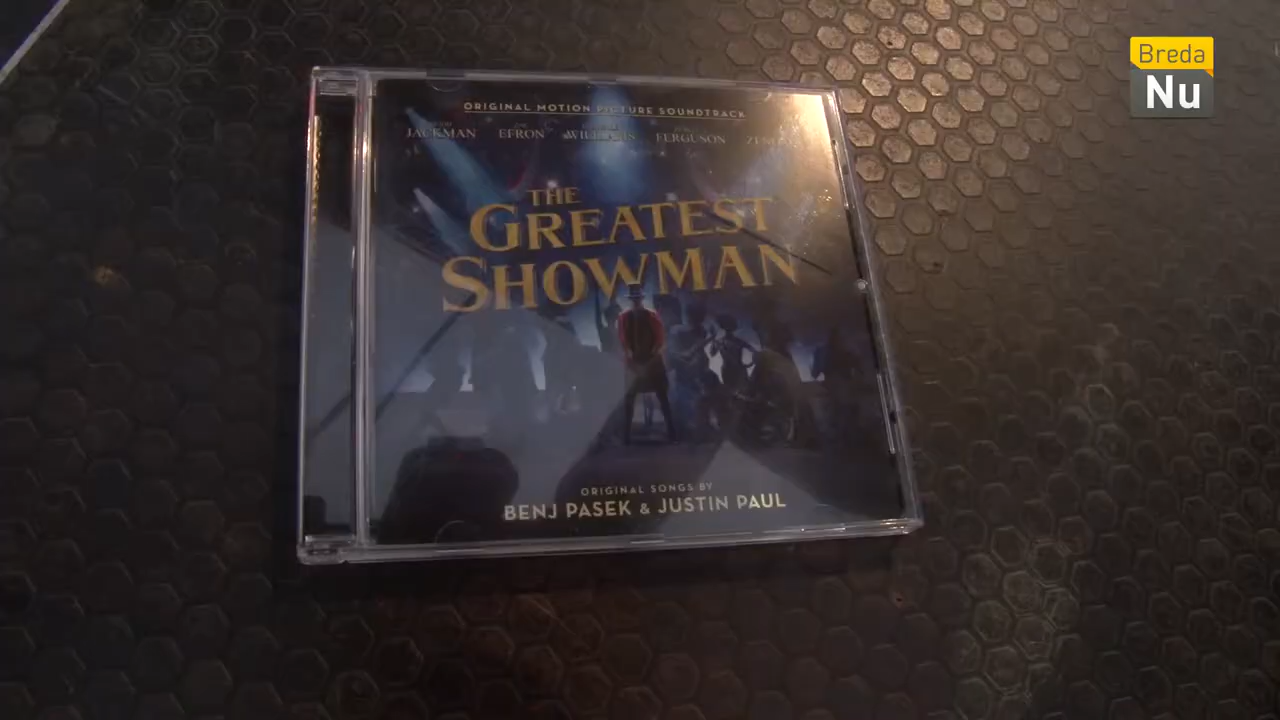 Breda
Nu
ORIGINAL MOTION PICTURE SOUNDTRACK
JACKMAN EFRON WILLIAMS FERGUSON
THE
GREATEST
SHOWMAN
ORIGINAL SONGS BY
BENJ PASEK & JUSTIN PAUL